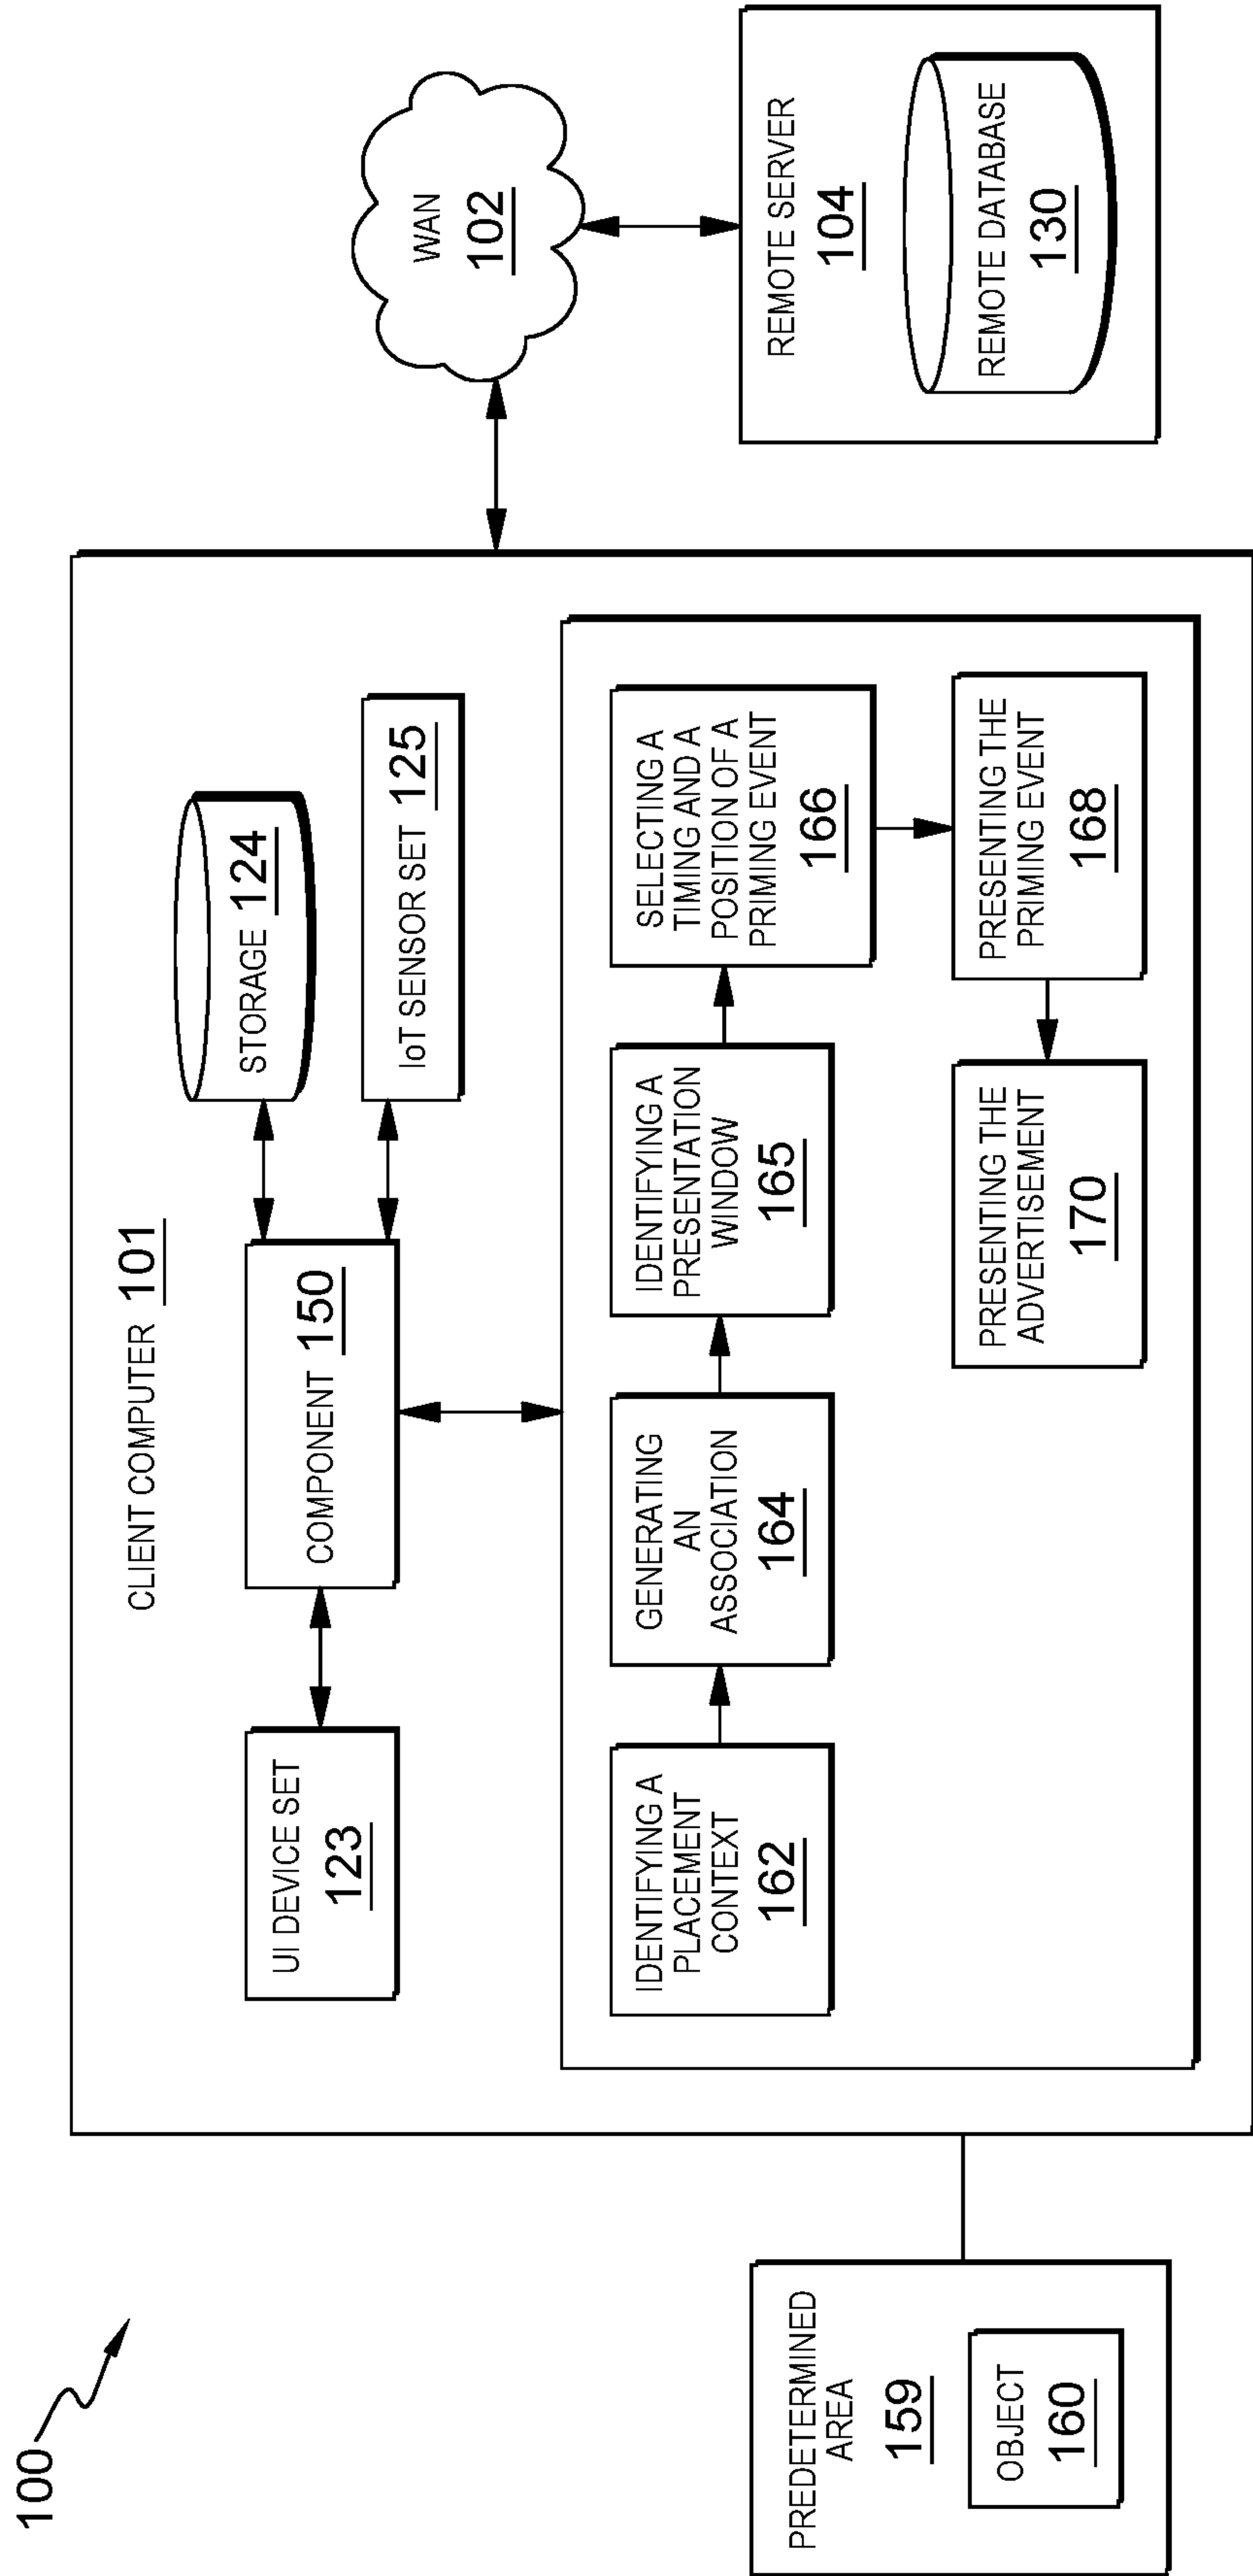 100
CLIENT COMPUTER 101
UI DEVICE SET
123
COMPONENT
150
STORAGE 124
IoT SENSOR SET 125
WAN
102
IDENTIFYING A
PLACEMENT
CONTEXT
162
GENERATING
AN
ASSOCIATION
164
IDENTIFYING A
PRESENTATION
WINDOW
165
SELECTING A
TIMING AND A
POSITION OF A
PRIMING EVENT
166
PRESENTING THE
PRIMING EVENT
168
PRESENTING THE
ADVERTISEMENT
170
PREDETERMINED
AREA
159
OBJECT
160
REMOTE SERVER
104
REMOTE DATABASE
130